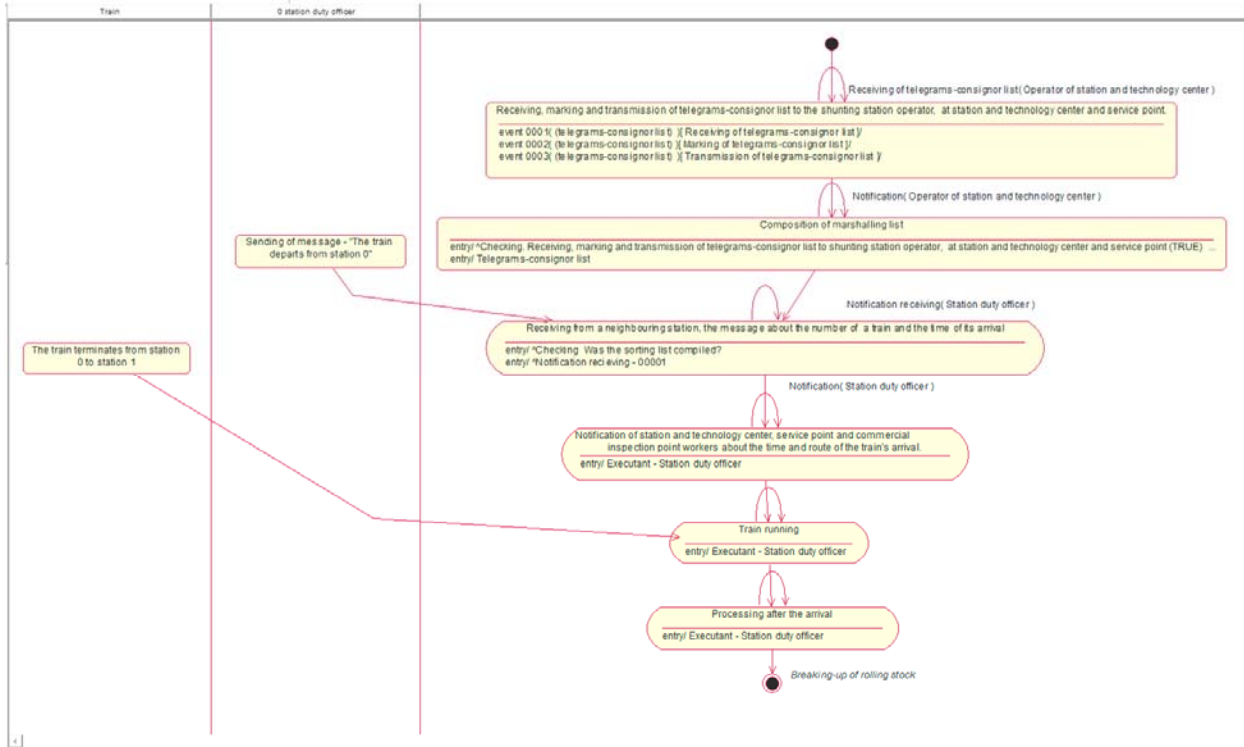 Train
0 station duty officer
Receiving of telegrams-consignor list( Operator of station and technology center )
Receiving, marking and transmission of telegrams-consignor list to the shunting station operator, at station and technology center and service point.
event 0001( (telegrams-consignor list) )[ Receiving of telegrams-consignor list ]/
event 0002( (telegrams-consignor list) )[ Marking of telegrams-consignor list ]/
event 0003( (telegrams-consignor list) )[ Transmission of telegrams-consignor list ]/
Notification( Operator of station and technology center )
Composition of marshalling list
entry/ ^Checking. Receiving, marking and transmission of telegrams-consignor list to shunting station operator, at station and technology center and service point (TRUE) ...
entry/ Telegrams-consignor list
Sending of message - "The train
departs from station 0"
Notification receiving( Station duty officer )
Receiving from a neighbouring station, the message about the number of a train and the time of its arrival
entry/ ^Checking Was the sorting list compiled?
entry/ ^Notification recieving - 00001
The train terminates from station
0 to station 1
Notification( Station duty officer )
Notification of station and technology center, service point and commercial
inspection point workers about the time and route of the train's arrival.
entry/ Executant - Station duty officer
Train running
entry/ Executant - Station duty officer
Processing after the arrival
entry/ Executant - Station duty officer
Breaking-up of rolling stock